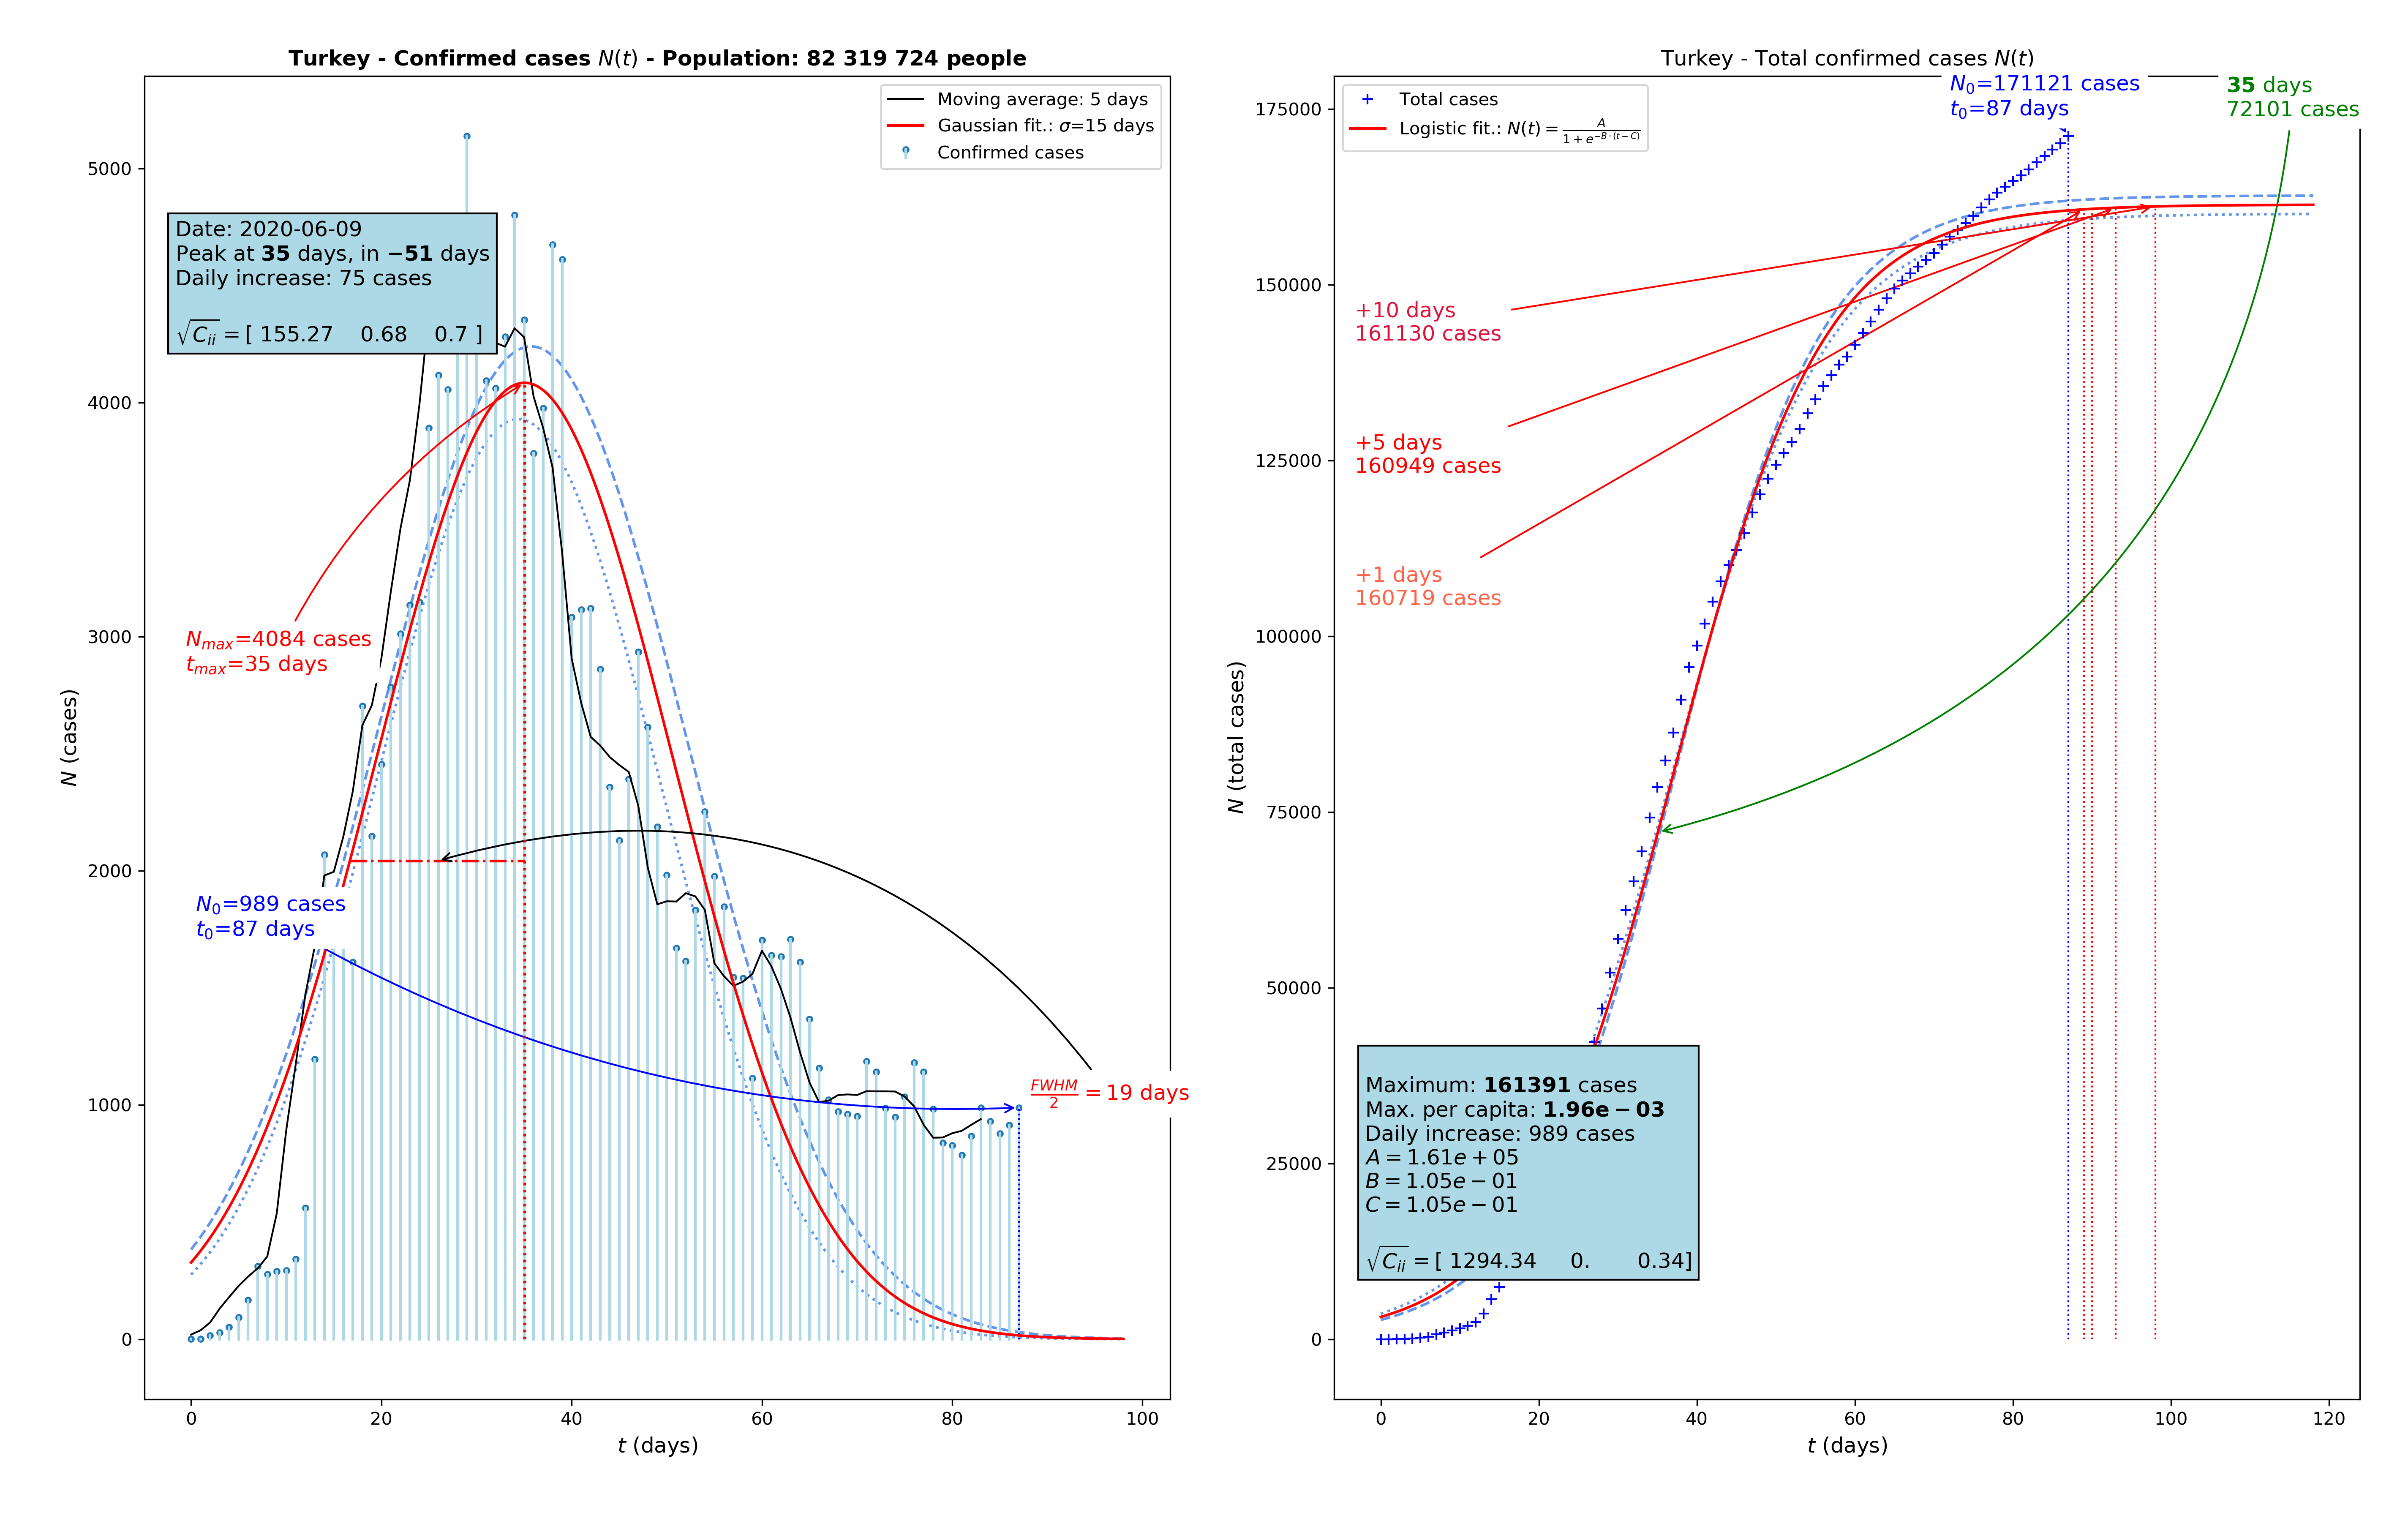 Turkey - Confirmed cases N(t) - Population: 82 319 724 people
Moving average: 5 days
Gaussian fit.: σ=15 days
Confirmed cases
Date: 2020-06-09
Peak at 35 days, in −51 days
Daily increase: 75 cases
√C_ii = [ 155.27 0.68 0.7 ]
N_max=4084 cases
t_max=35 days
N_0=989 cases
t_0=87 days
FWHM/2 = 19 days
N (cases)
5000
4000
3000
2000
1000
0
0 20 40 60 80 100
t (days)
Turkey - Total confirmed cases N(t)
Total cases
Logistic fit.: N(t) = A/(1+e^(−B·(t−C)))
N_0=171121 cases
t_0=87 days
35 days
72101 cases
+10 days
161130 cases
+5 days
160949 cases
+1 days
160719 cases
Maximum: 161391 cases
Max. per capita: 1.96e − 03
Daily increase: 989 cases
A = 1.61e + 05
B = 1.05e − 01
C = 1.05e − 01
√C_ii = [ 1294.34 0. 0.34]
N (total cases)
175000
150000
125000
100000
75000
50000
25000
0
0 20 40 60 80 100 120
t (days)